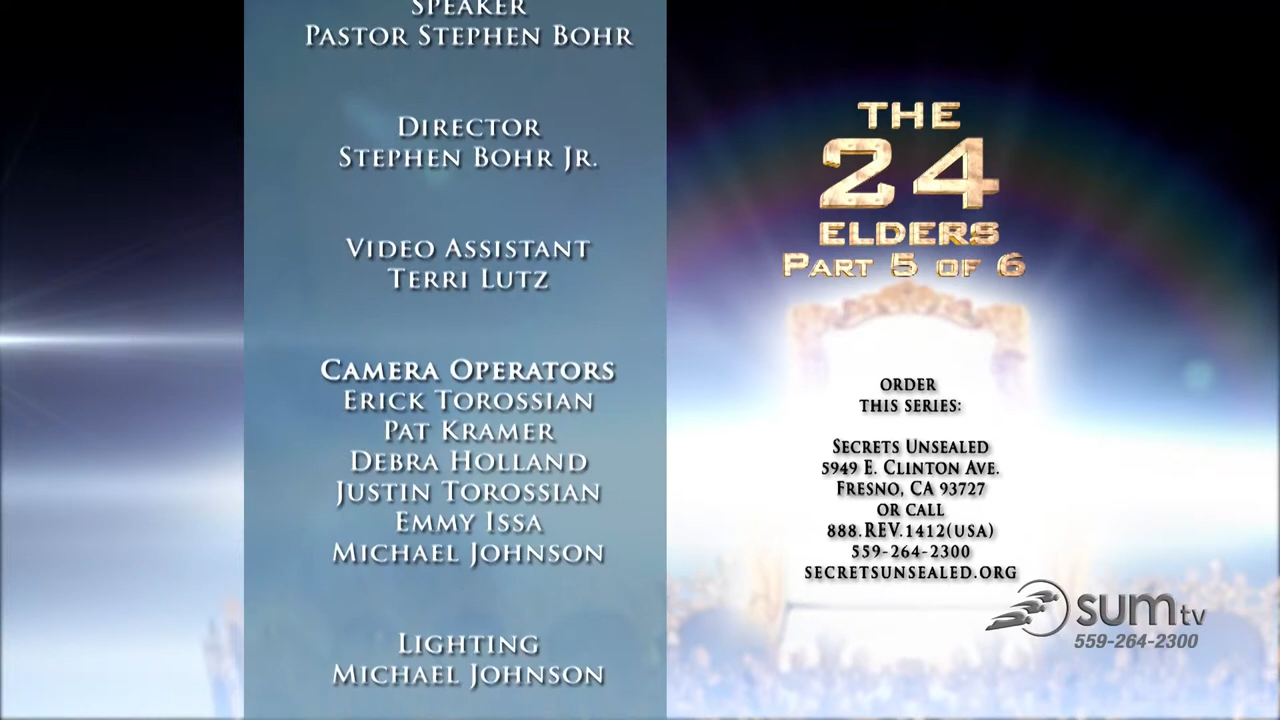 SPEAKER
PASTOR STEPHEN BOHR
DIRECTOR
STEPHEN BOHR JR.
VIDEO ASSISTANT
TERRI LUTZ
CAMERA OPERATORS
ERICK TOROSSIAN
PAT KRAMER
DEBRA HOLLAND
JUSTIN TOROSSIAN
EMMY ISSA
MICHAEL JOHNSON
LIGHTING
MICHAEL JOHNSON
THE
24
ELDERS
PART 5 OF 6
ORDER
THIS SERIES:
SECRETS UNSEALED
5949 E. CLINTON AVE.
FRESNO, CA 93727
OR CALL
888.REV.1412(USA)
559-264-2300
SECRETSUNSEALED.ORG
sumtv
559-264-2300